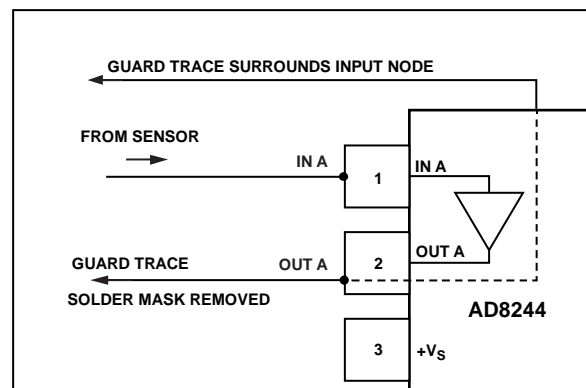 GUARD TRACE SURROUNDS INPUT NODE
FROM SENSOR
IN A
1
IN A
2
OUT A
GUARD TRACE
OUT A
SOLDER MASK REMOVED
AD8244
3
+VS